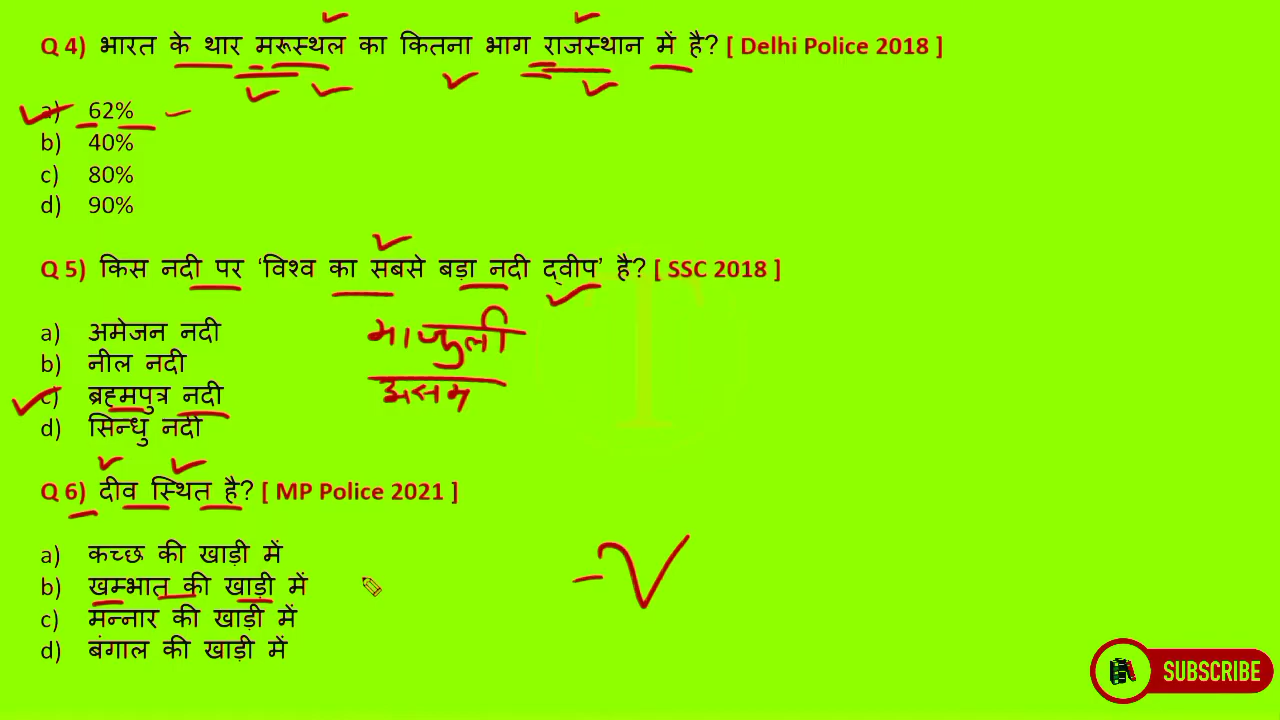 Q 4) भारत के थार मरूस्थल का कितना भाग राजस्थान में है? [ Delhi Police 2018 ]
a) 62%
b) 40%
c) 80%
d) 90%
Q 5) किस नदी पर ‘विश्व का सबसे बड़ा नदी द्वीप’ है? [ SSC 2018 ]
a) अमेजन नदी
b) नील नदी
c) ब्रह्मपुत्र नदी
d) सिन्धु नदी
माजुली
असम
Q 6) दीव स्थित है? [ MP Police 2021 ]
a) कच्छ की खाड़ी में
b) खम्भात की खाड़ी में
c) मन्नार की खाड़ी में
d) बंगाल की खाड़ी में
SUBSCRIBE